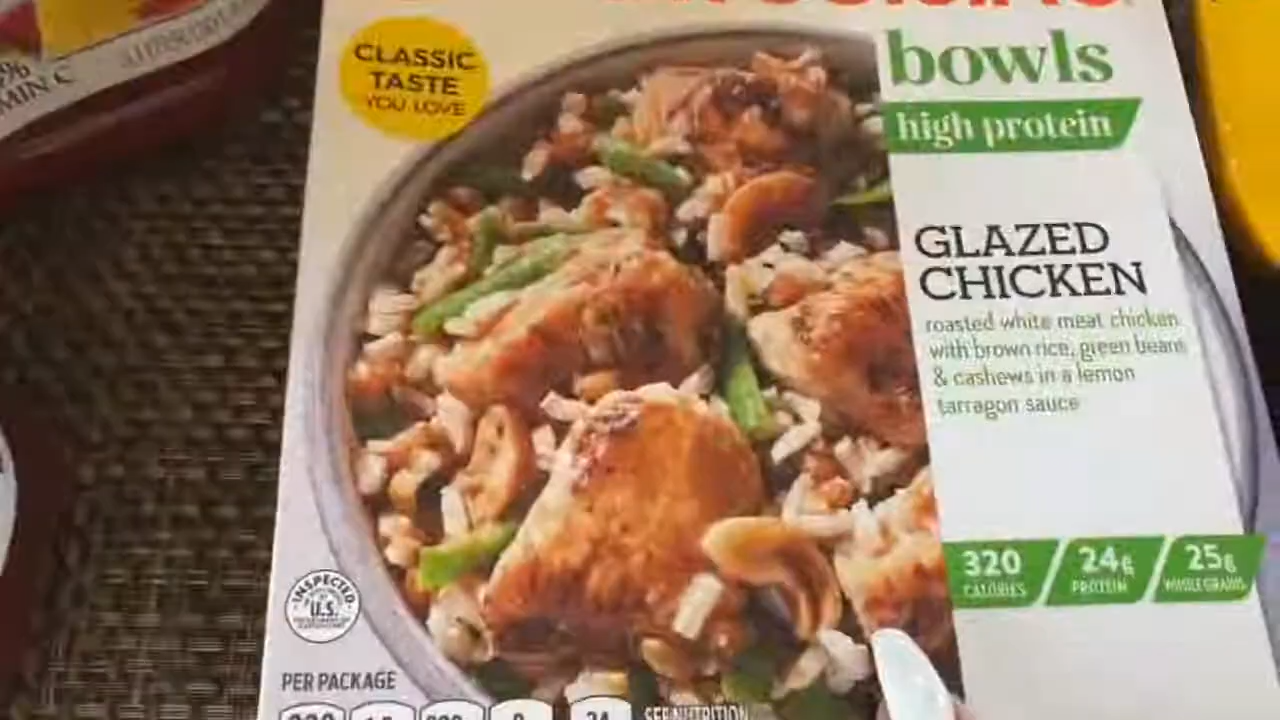 CLASSIC
TASTE
YOU LOVE
bowls
high protein
GLAZED
CHICKEN
roasted white meat chicken
with brown rice, green beans
& cashews in a lemon
tarragon sauce
320
CALORIES
24g
PROTEIN
25g
WHOLE GRAINS
INSPECTED
U.S.
PER PACKAGE
SEE NUTRITION
%
MIN C